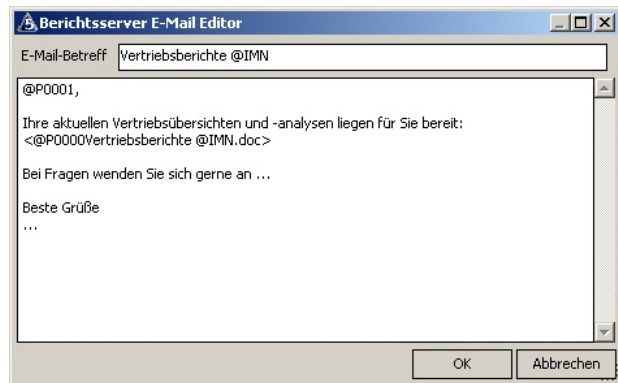 Berichtsserver E-Mail Editor
E-Mail-Betreff Vertriebsberichte @IMN
@P0001,
Ihre aktuellen Vertriebsübersichten und -analysen liegen für Sie bereit:
<@P0000Vertriebsberichte @IMN.doc>
Bei Fragen wenden Sie sich gerne an ...
Beste Grüße
...
OK Abbrechen